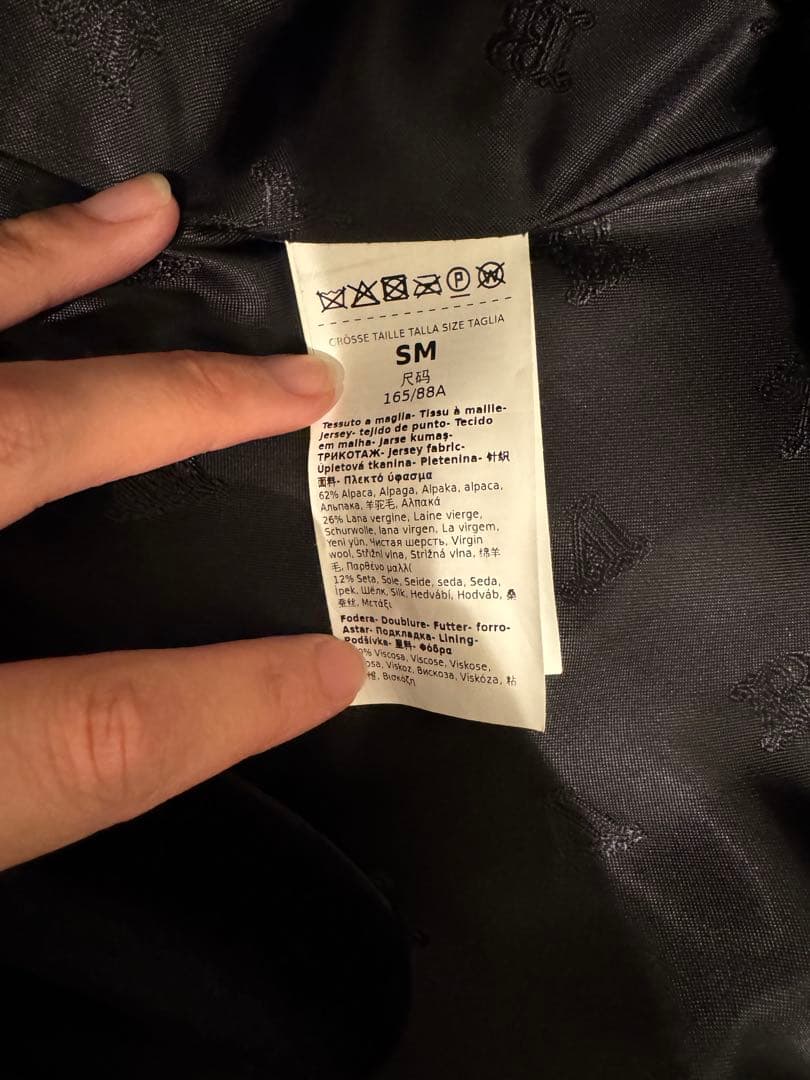 GRÖSSE TAILLE TALLA SIZE TAGLIA
SM
尺码
165/88A
Tessuto a maglia- Tissu à maille-
Jersey- tejido de punto- Tecido
em malha- Jarse kumaş-
ТРИКОТАЖ- Jersey fabric-
Úpletová tkanina- Pletenina- 针织
面料- Πλεκτό ύφασμα
62% Alpaca, Alpaga, Alpaka, alpaca,
Альпака, 羊驼毛, Αλπακά
26% Lana vergine, Laine vierge,
Schurwolle, lana virgen, La virgem,
Yeni yün, Чистая шерсть, Virgin
wool, Střižní vlna, Strižná vlna, 绵羊
毛, Παρθένο μαλλί
12% Seta, Soie, Seide, seda, Seda,
İpek, Шёлк, Silk, Hedvábí, Hodváb, 桑
蚕丝, Μετάξι
Fodera- Doublure- Futter- forro-
Astar- Подкладка- Lining-
Podšívka- 里料- Φόδρα
Viscosa, Viscose, Viskose,
Viskoz, Вискоза, Viskóza, 粘
Βισκόζη